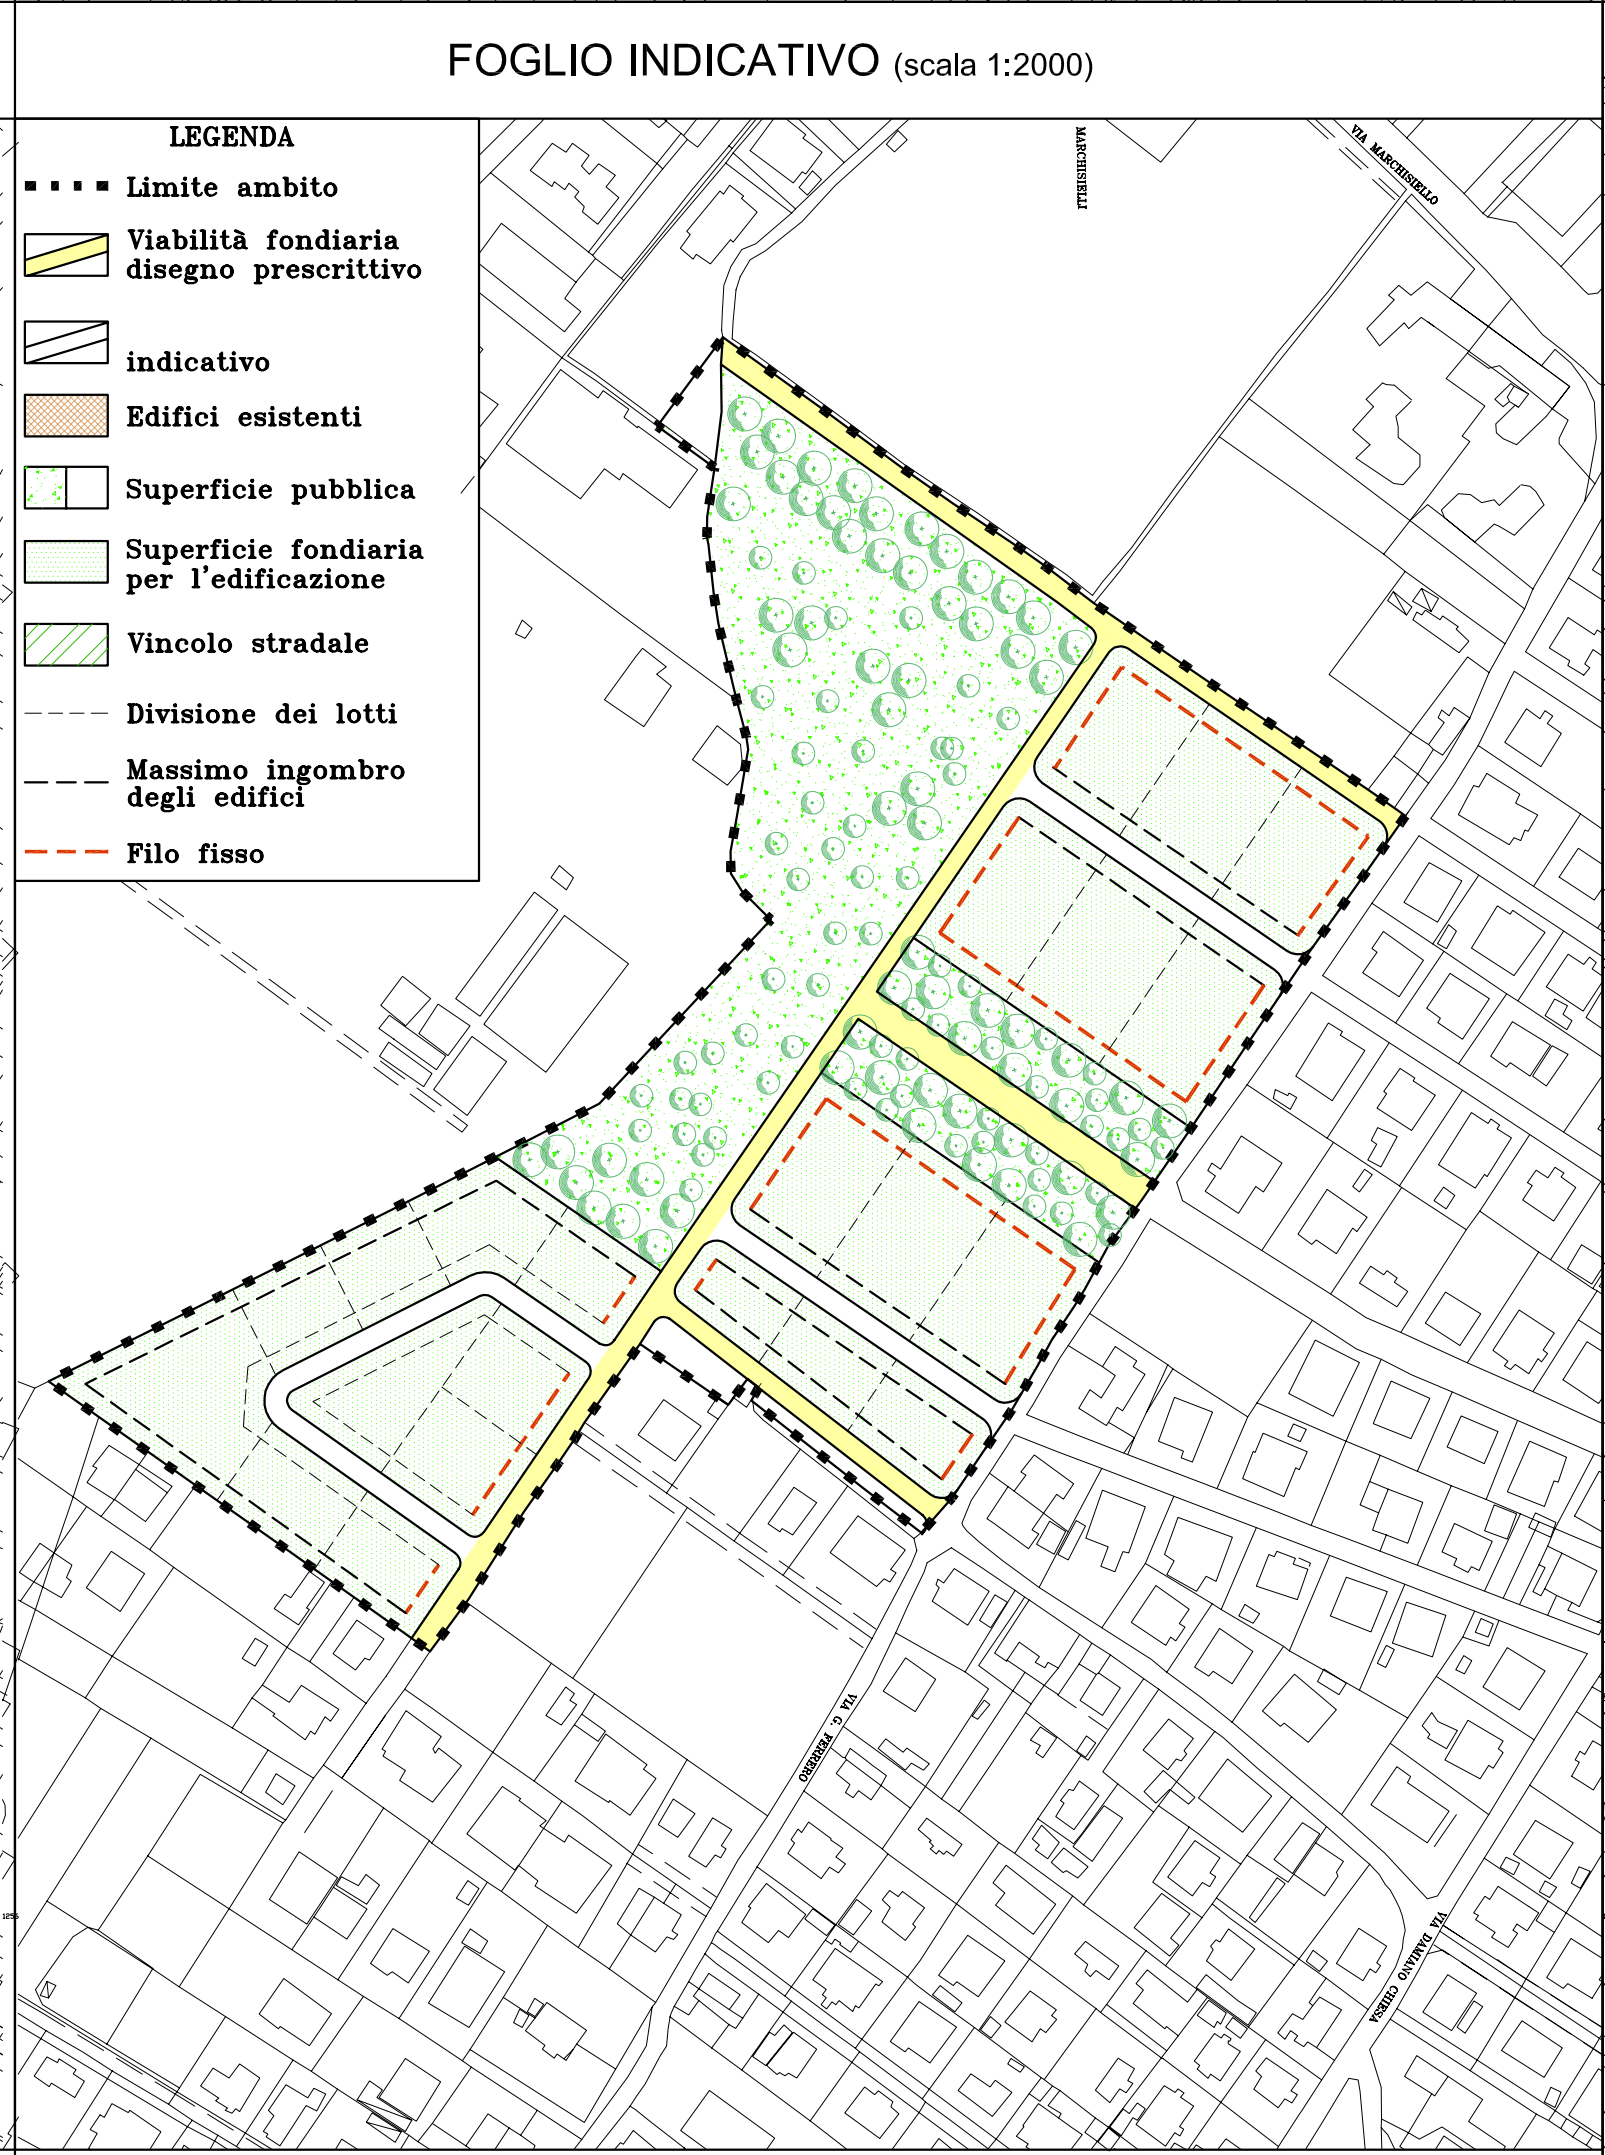 FOGLIO INDICATIVO (scala 1:2000)
LEGENDA
Limite ambito
Viabilità fondiaria
disegno prescrittivo
indicativo
Edifici esistenti
Superficie pubblica
Superficie fondiaria
per l'edificazione
Vincolo stradale
Divisione dei lotti
Massimo ingombro
degli edifici
Filo fisso
MARCHISIELLI
VIA MARCHISIELLO
VIA G. FERRERO
VIA DAMIANO CHIESA